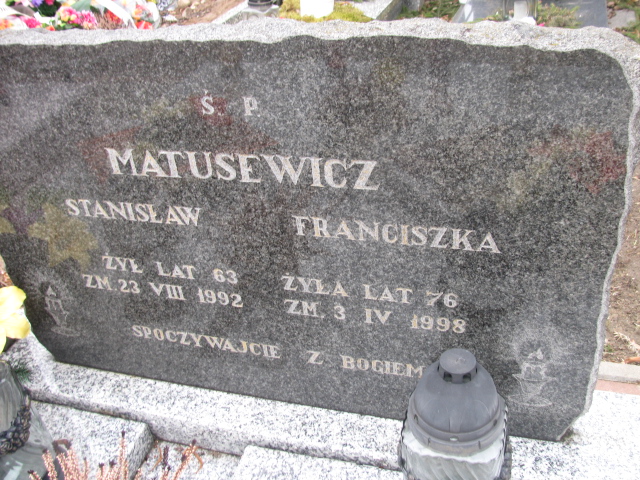 Ś P
MATUSEWICZ
STANISŁAW FRANCISZKA
ŻYŁ LAT 63 ŻYŁA LAT 76
ZM. 23 VIII 1992 ZM. 3 IV 1998
SPOCZYWAJCIE Z BOGIEM